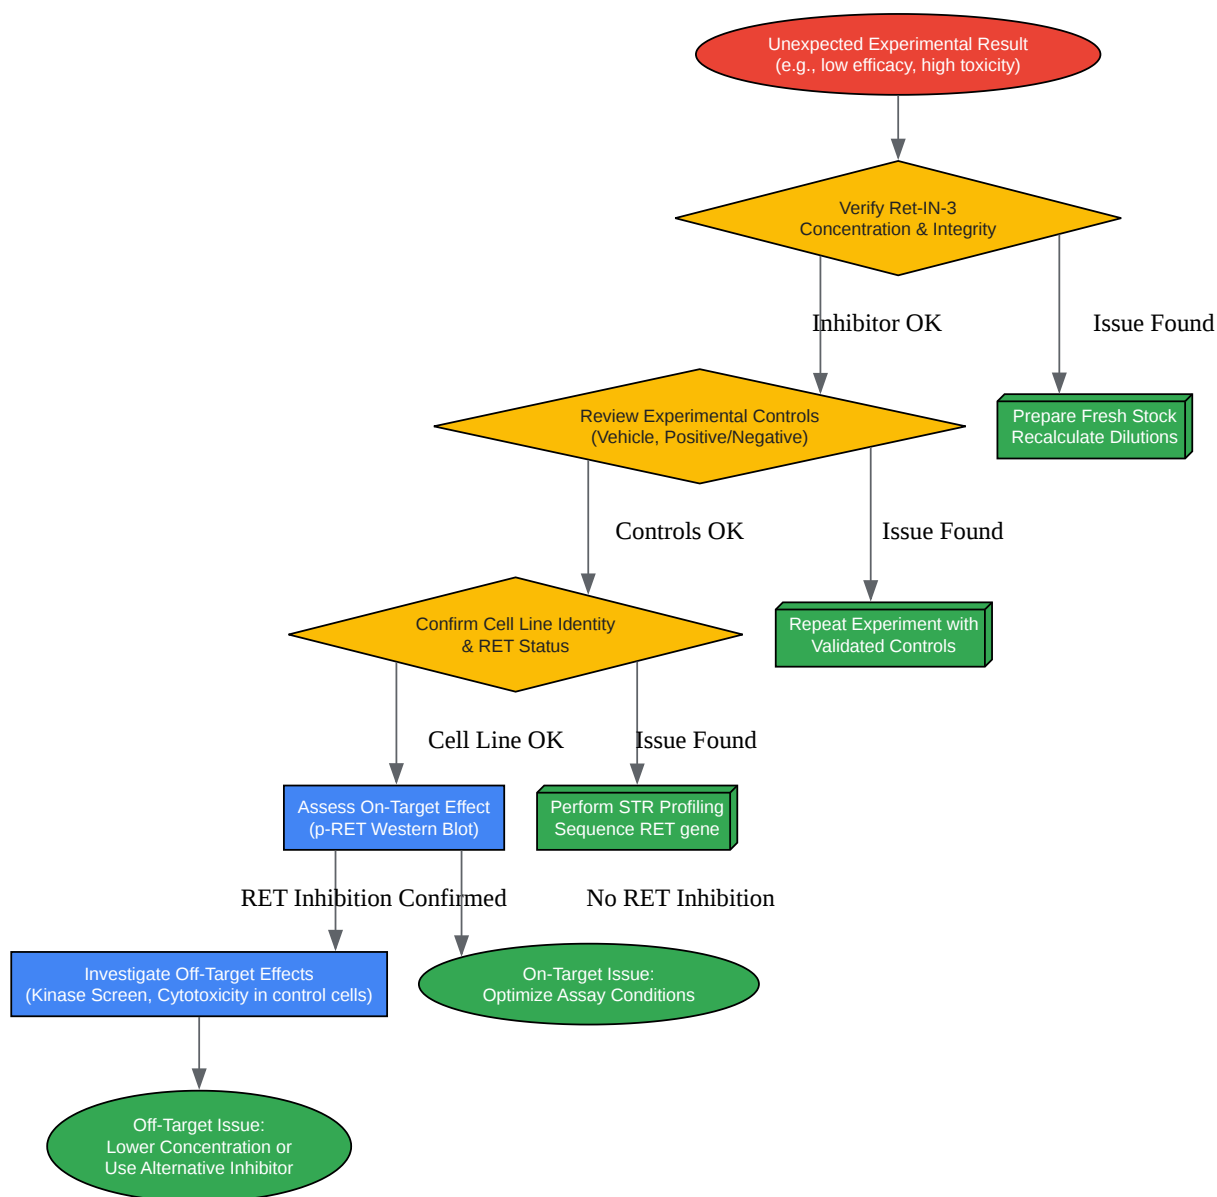 Unexpected Experimental Result
(e.g., low efficacy, high toxicity)
Verify Ret-IN-3
Concentration & Integrity
Inhibitor OK
Issue Found
Review Experimental Controls
(Vehicle, Positive/Negative)
Prepare Fresh Stock
Recalculate Dilutions
Controls OK
Issue Found
Confirm Cell Line Identity
& RET Status
Repeat Experiment with
Validated Controls
Cell Line OK
Issue Found
Assess On-Target Effect
(p-RET Western Blot)
Perform STR Profiling
Sequence RET gene
RET Inhibition Confirmed
No RET Inhibition
Investigate Off-Target Effects
(Kinase Screen, Cytotoxicity in control cells)
On-Target Issue:
Optimize Assay Conditions
Off-Target Issue:
Lower Concentration or
Use Alternative Inhibitor